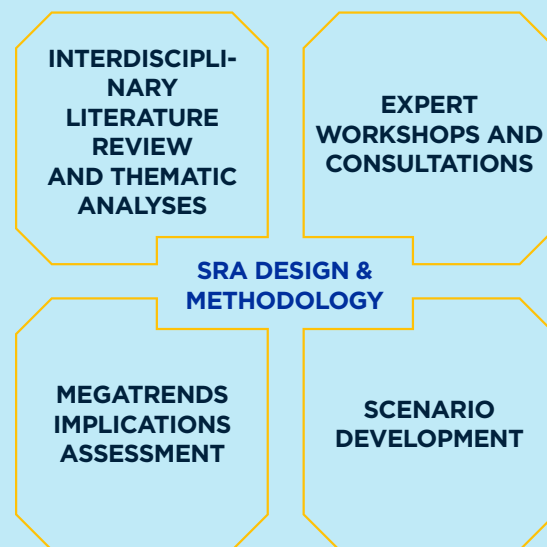 INTERDISCIPLI-
NARY
LITERATURE
REVIEW
AND THEMATIC
ANALYSES
EXPERT
WORKSHOPS AND
CONSULTATIONS
SRA DESIGN &
METHODOLOGY
MEGATRENDS
IMPLICATIONS
ASSESSMENT
SCENARIO
DEVELOPMENT